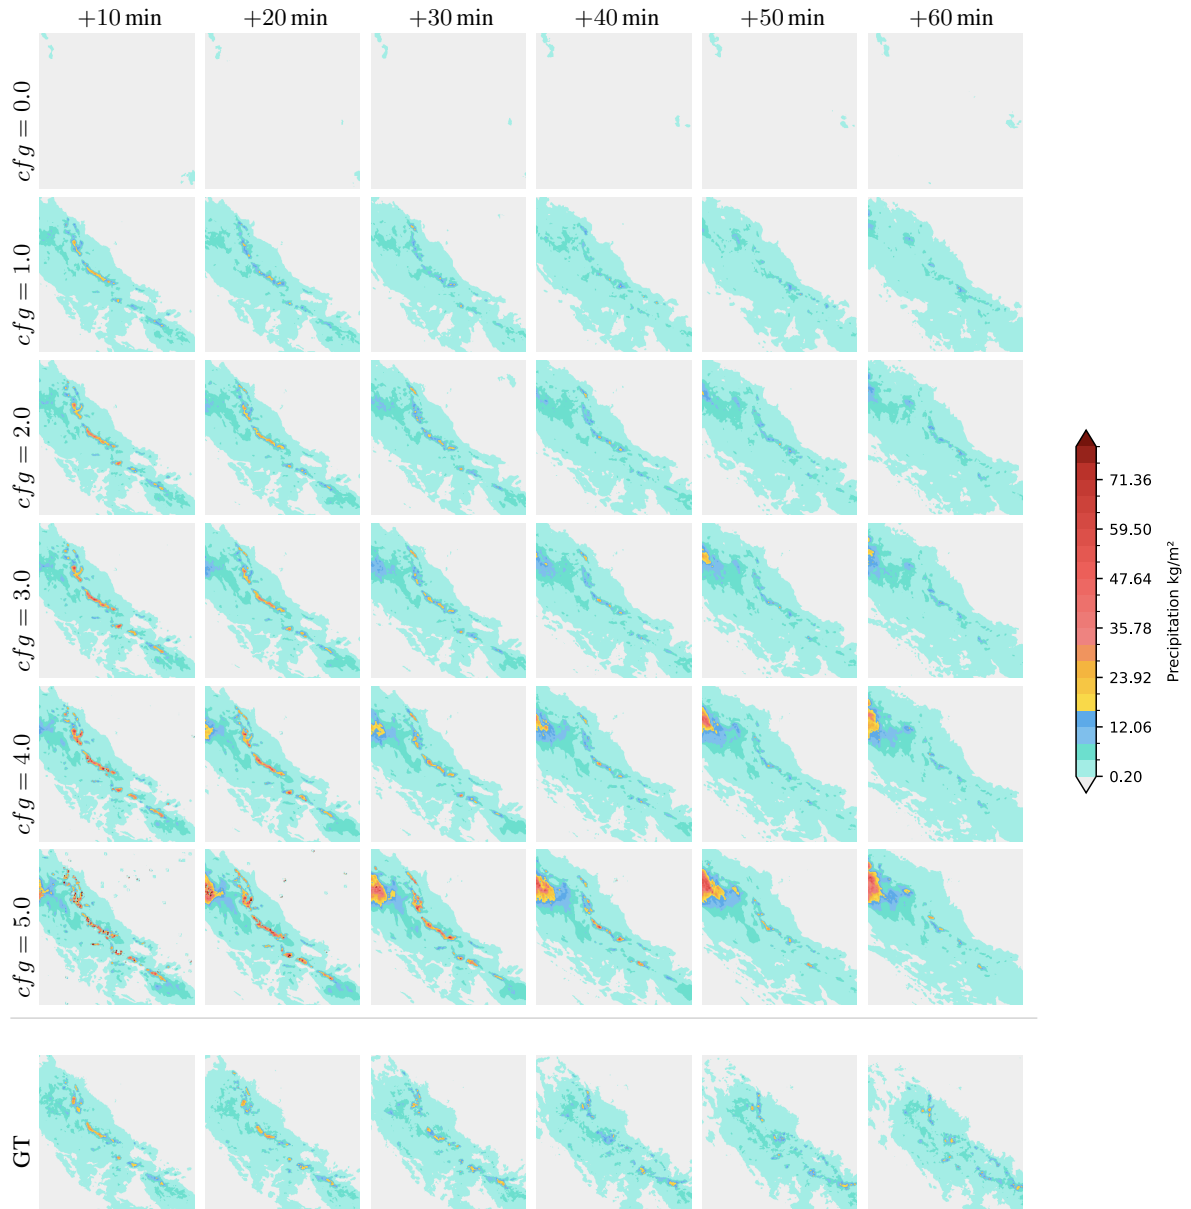 +10 min +20 min +30 min +40 min +50 min +60 min
cfg = 0.0
cfg = 1.0
cfg = 2.0
cfg = 3.0
cfg = 4.0
cfg = 5.0
GT
71.36
59.50
47.64
35.78
23.92
12.06
0.20
Precipitation kg/m²